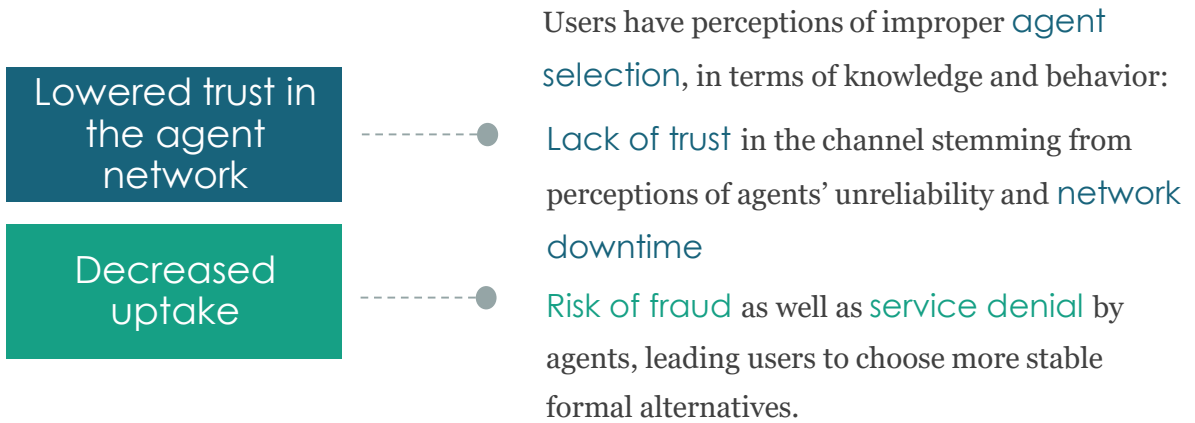 Lowered trust in
the agent
network
Decreased
uptake
Users have perceptions of improper agent
selection, in terms of knowledge and behavior:
Lack of trust in the channel stemming from
perceptions of agents’ unreliability and network
downtime
Risk of fraud as well as service denial by
agents, leading users to choose more stable
formal alternatives.